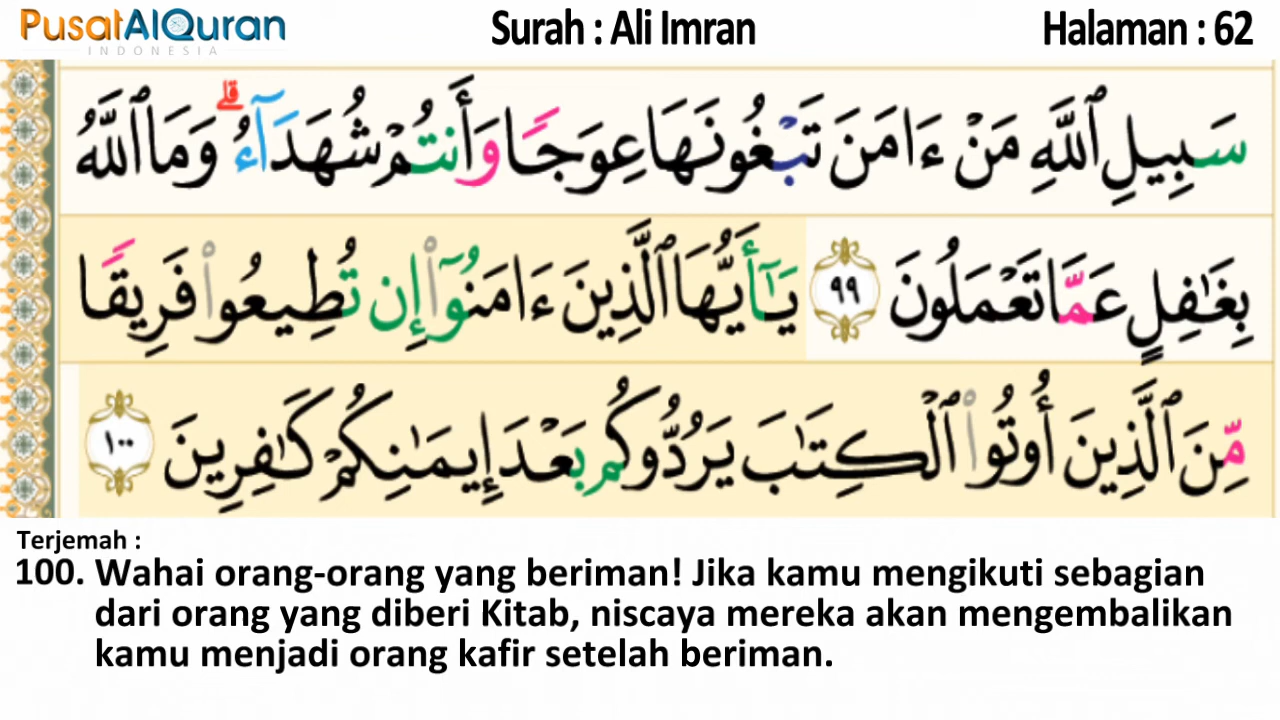 PusatAlQuran
INDONESIA
Surah : Ali Imran
Halaman : 62
سَبِيلِ ٱللَّهِ مَنْ ءَامَنَ تَبْغُونَهَا عِوَجًا وَأَنتُمْ شُهَدَآءُ ۗ وَمَا ٱللَّهُ
بِغَـٰفِلٍ عَمَّا تَعْمَلُونَ ٩٩ يَـٰٓأَيُّهَا ٱلَّذِينَ ءَامَنُوٓا۟ إِن تُطِيعُوا۟ فَرِيقًا
مِّنَ ٱلَّذِينَ أُوتُوا۟ ٱلْكِتَـٰبَ يَرُدُّوكُم بَعْدَ إِيمَـٰنِكُمْ كَـٰفِرِينَ ١٠٠
Terjemah :
100. Wahai orang-orang yang beriman! Jika kamu mengikuti sebagian
dari orang yang diberi Kitab, niscaya mereka akan mengembalikan
kamu menjadi orang kafir setelah beriman.